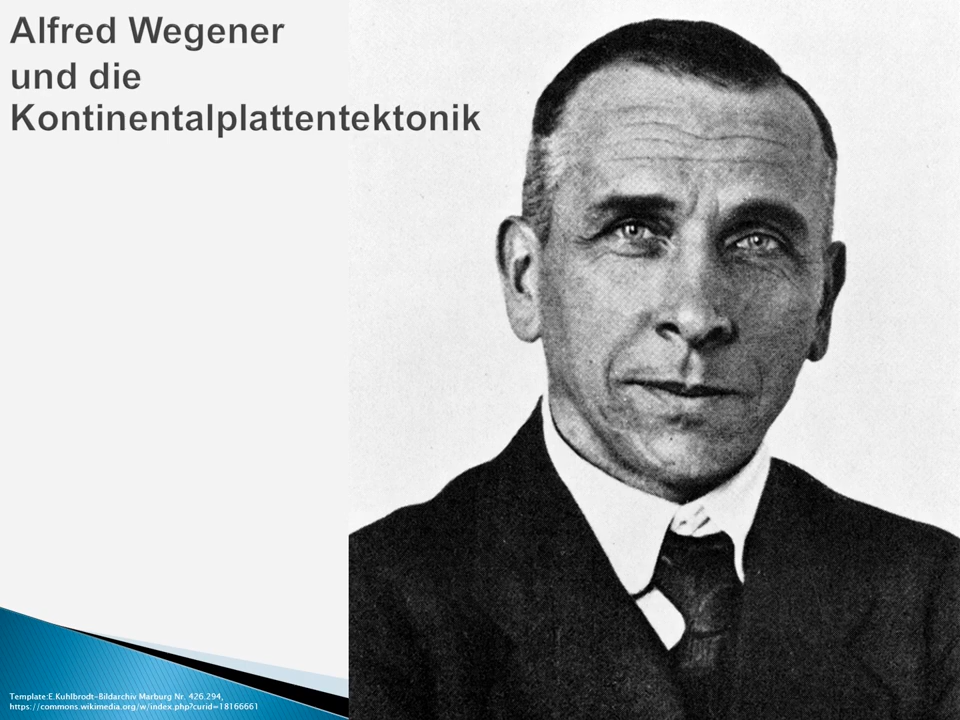 Alfred Wegener
und die
Kontinentalplattentektonik
Template:E.Kuhlbrodt-Bildarchiv Marburg Nr. 426.294,
https://commons.wikimedia.org/w/index.php?curid=18166661